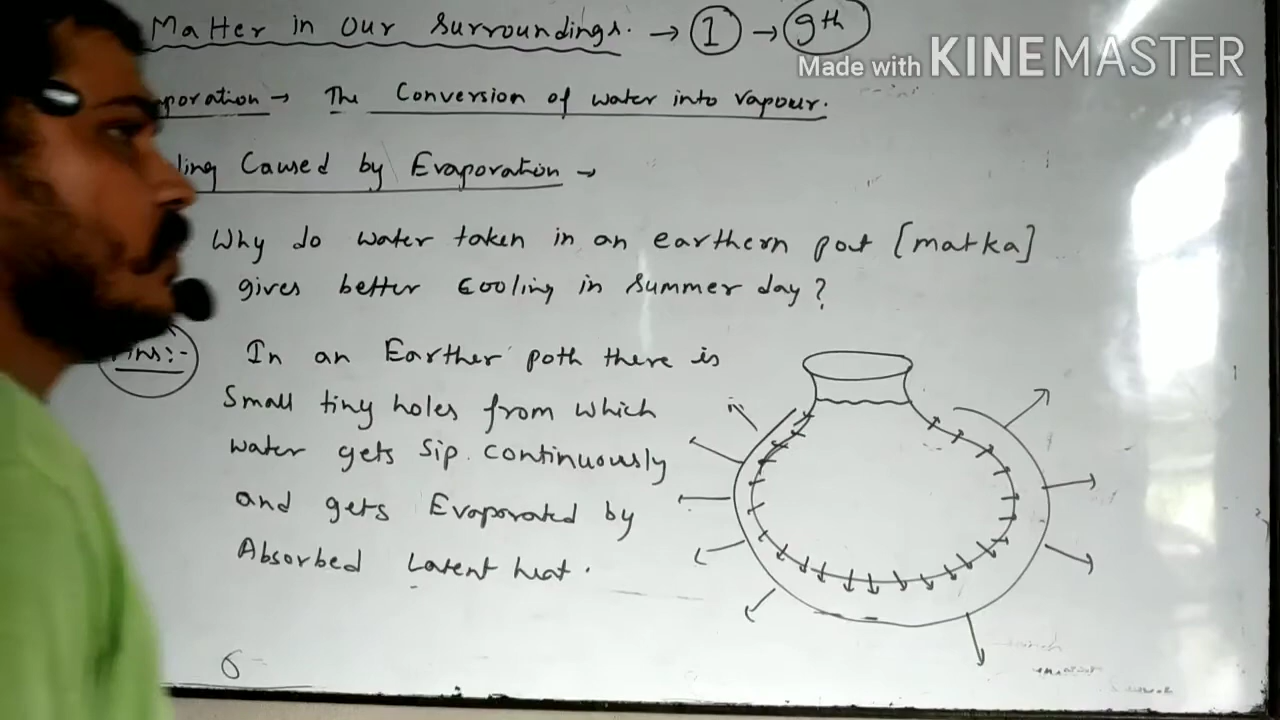 Matter in Our Surroundings. → 1 → 9th
Made with KINEMASTER
poration → The Conversion of water into vapour.
ling Caused by Evaporation →
Why do water taken in an earthern pot [matka]
gives better Cooling in Summer day?
Ans:- In an Earther poth there is
Small tiny holes from which
water gets Sip. continuously
and gets Evaporated by
Absorbed Latent heat.
6